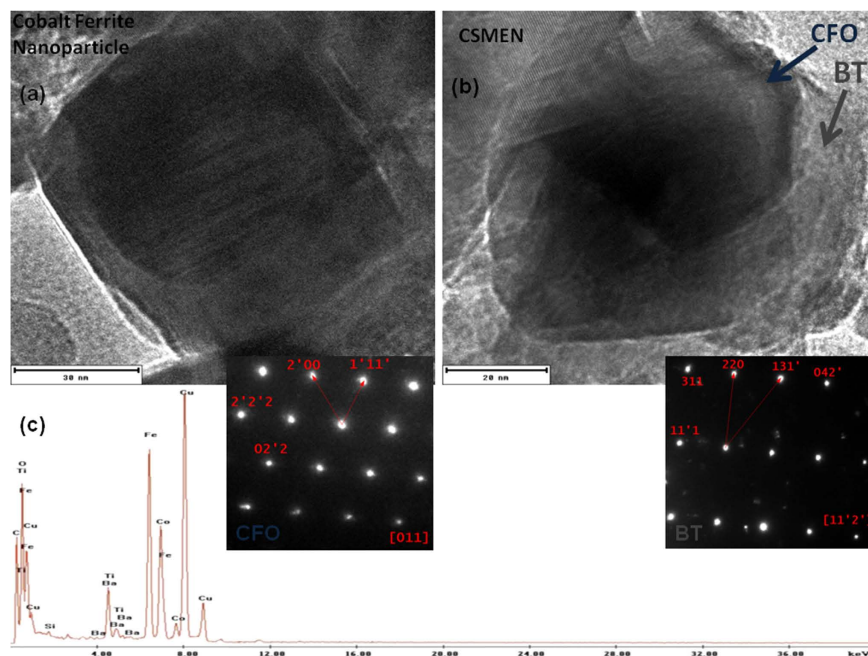 Cobalt Ferrite
Nanoparticle
(a)
30 nm
CSMEN
(b)
CFO
BT
20 nm
2'00
1'11'
2'2'2
02'2
CFO
[011]
311
220
131'
042'
11'1
BT
[11'2'
(c)
O
Ti
Fe
C
Cu
Fe
Ti
Cu
Si
Ba
Ti
Ba
Ti
Ba
Ba
Fe
Co
Fe
Co
Cu
Cu
4.00
8.00
12.00
16.00
20.00
24.00
28.00
32.00
36.00
keV